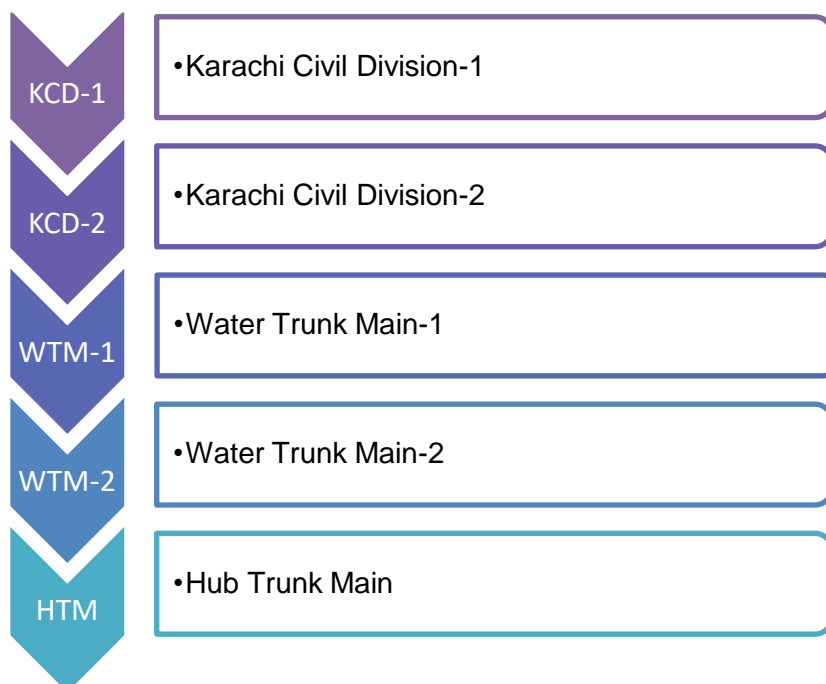 KCD-1
•Karachi Civil Division-1
KCD-2
•Karachi Civil Division-2
WTM-1
•Water Trunk Main-1
WTM-2
•Water Trunk Main-2
HTM
•Hub Trunk Main